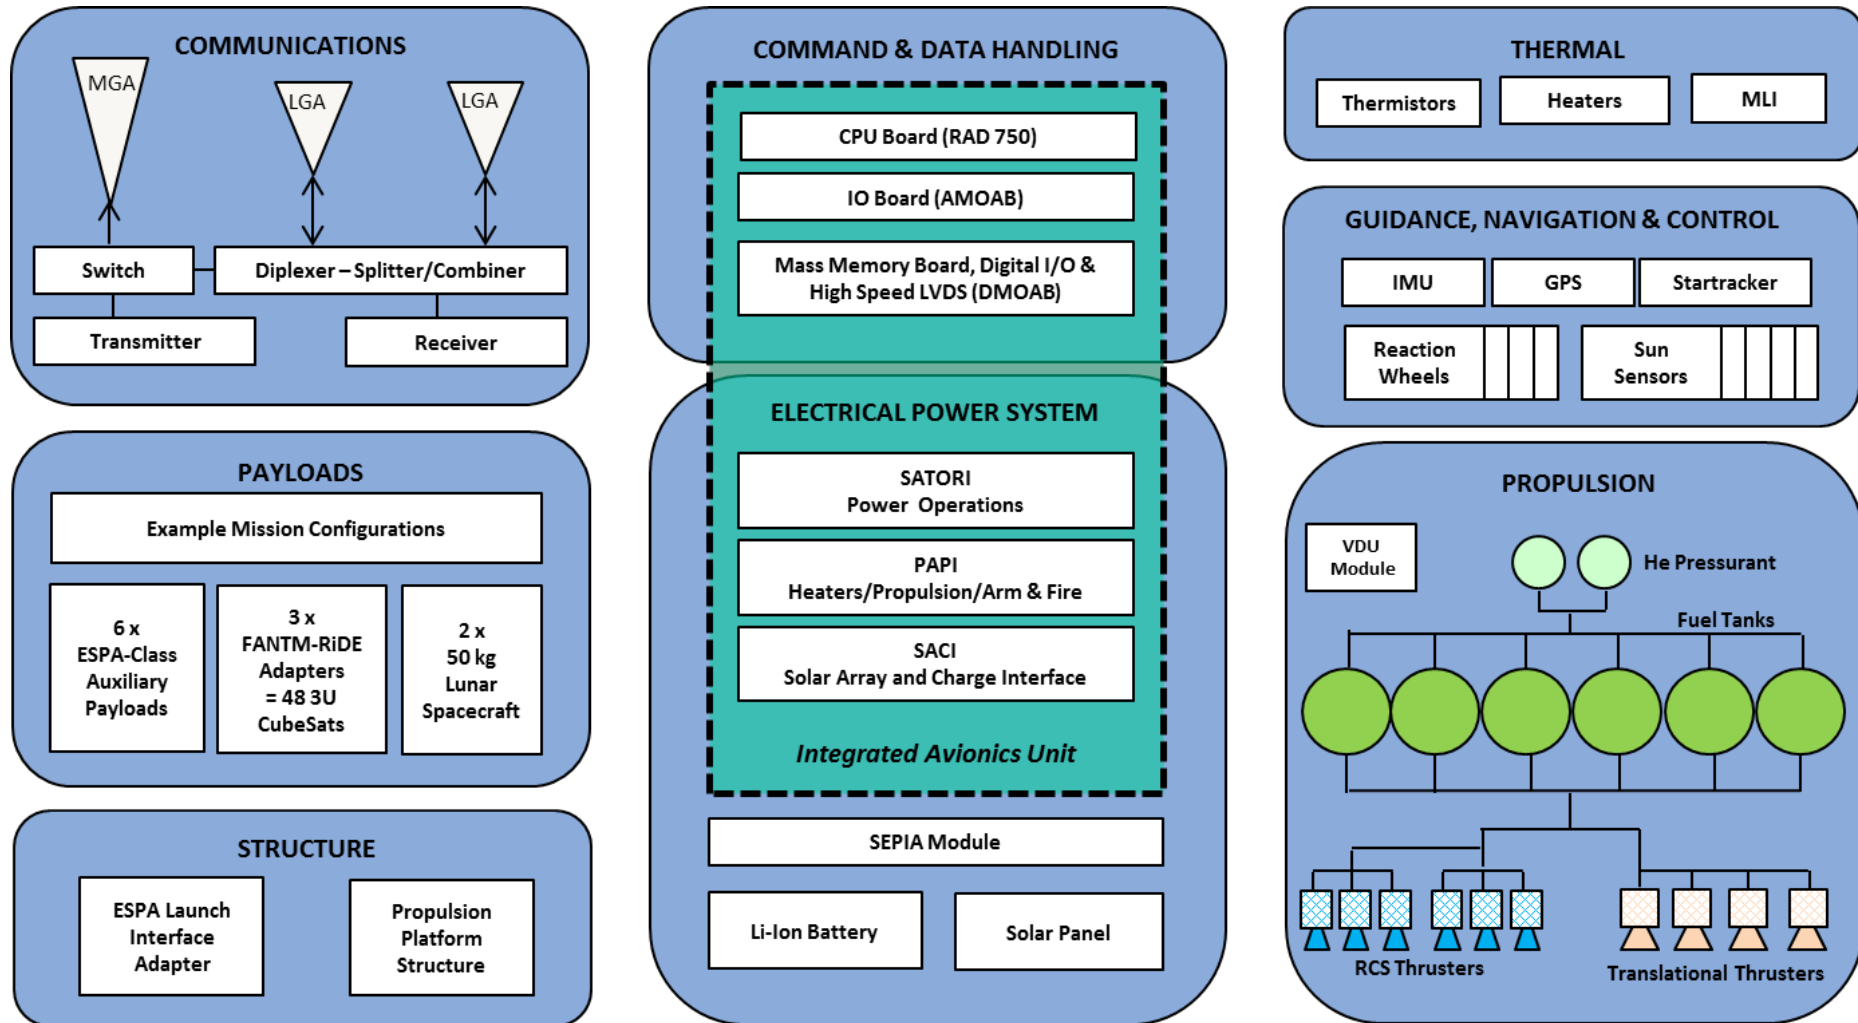 COMMUNICATIONS
MGA
LGA
LGA
Switch
Diplexer – Splitter/Combiner
Transmitter
Receiver
PAYLOADS
Example Mission Configurations
6 x
ESPA-Class
Auxiliary
Payloads
3 x
FANTM-RiDE
Adapters
= 48 3U
CubeSats
2 x
50 kg
Lunar
Spacecraft
STRUCTURE
ESPA Launch
Interface
Adapter
Propulsion
Platform
Structure
COMMAND & DATA HANDLING
CPU Board (RAD 750)
IO Board (AMOAB)
Mass Memory Board, Digital I/O &
High Speed LVDS (DMOAB)
ELECTRICAL POWER SYSTEM
SATORI
Power Operations
PAPI
Heaters/Propulsion/Arm & Fire
SACI
Solar Array and Charge Interface
Integrated Avionics Unit
SEPIA Module
Li-Ion Battery
Solar Panel
THERMAL
Thermistors
Heaters
MLI
GUIDANCE, NAVIGATION & CONTROL
IMU
GPS
Startracker
Reaction
Wheels
Sun
Sensors
PROPULSION
VDU
Module
He Pressurant
Fuel Tanks
RCS Thrusters
Translational Thrusters